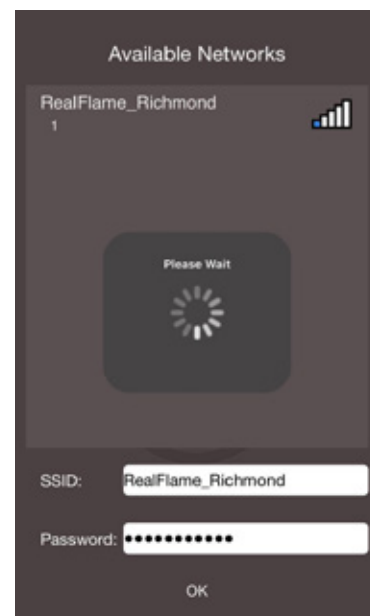 Available Networks
RealFlame_Richmond
1
Please Wait
SSID: RealFlame_Richmond
Password: •••••••••••
OK